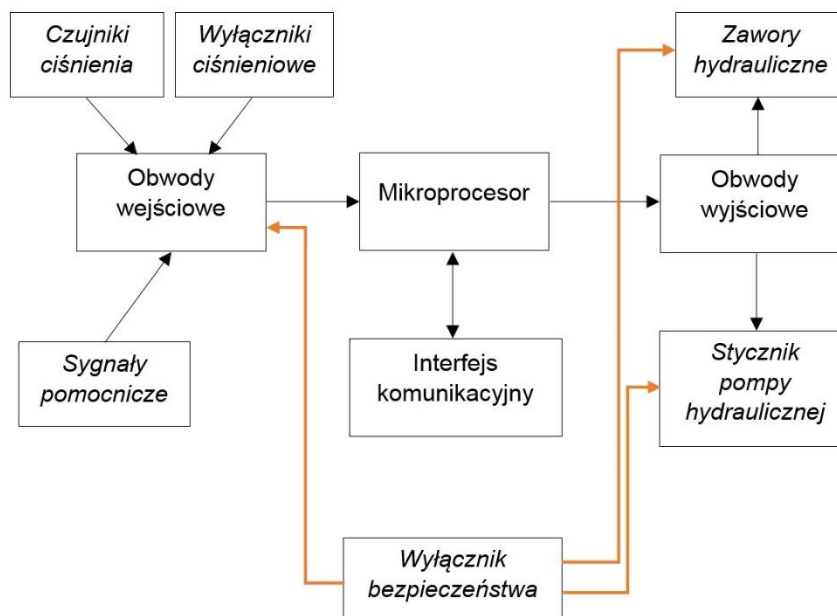 Czujniki
ciśnienia
Wyłączniki
ciśnieniowe
Zawory
hydrauliczne
Obwody
wejściowe
Mikroprocesor
Obwody
wyjściowe
Sygnały
pomocnicze
Interfejs
komunikacyjny
Stycznik
pompy
hydraulicznej
Wyłącznik
bezpieczeństwa